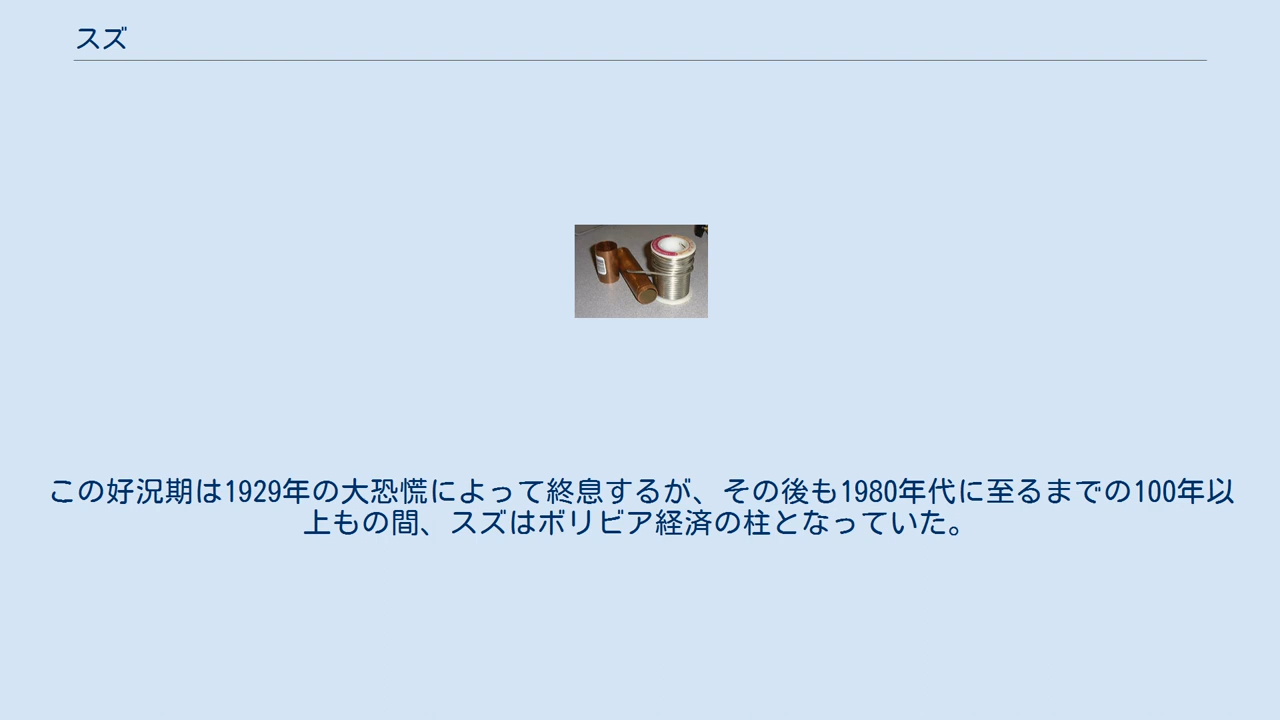 スズ
この好況期は1929年の大恐慌によって終息するが、その後も1980年代に至るまでの100年以
上もの間、スズはボリビア経済の柱となっていた。